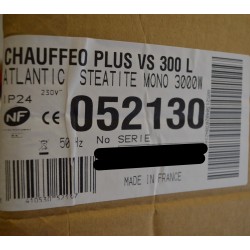 CHAUFFEO PLUS VS 300 L
ATLANTIC STEATITE MONO 3000W
IP24 230V~
052130
NF CE
50 Hz No SERIE
MADE IN FRANCE